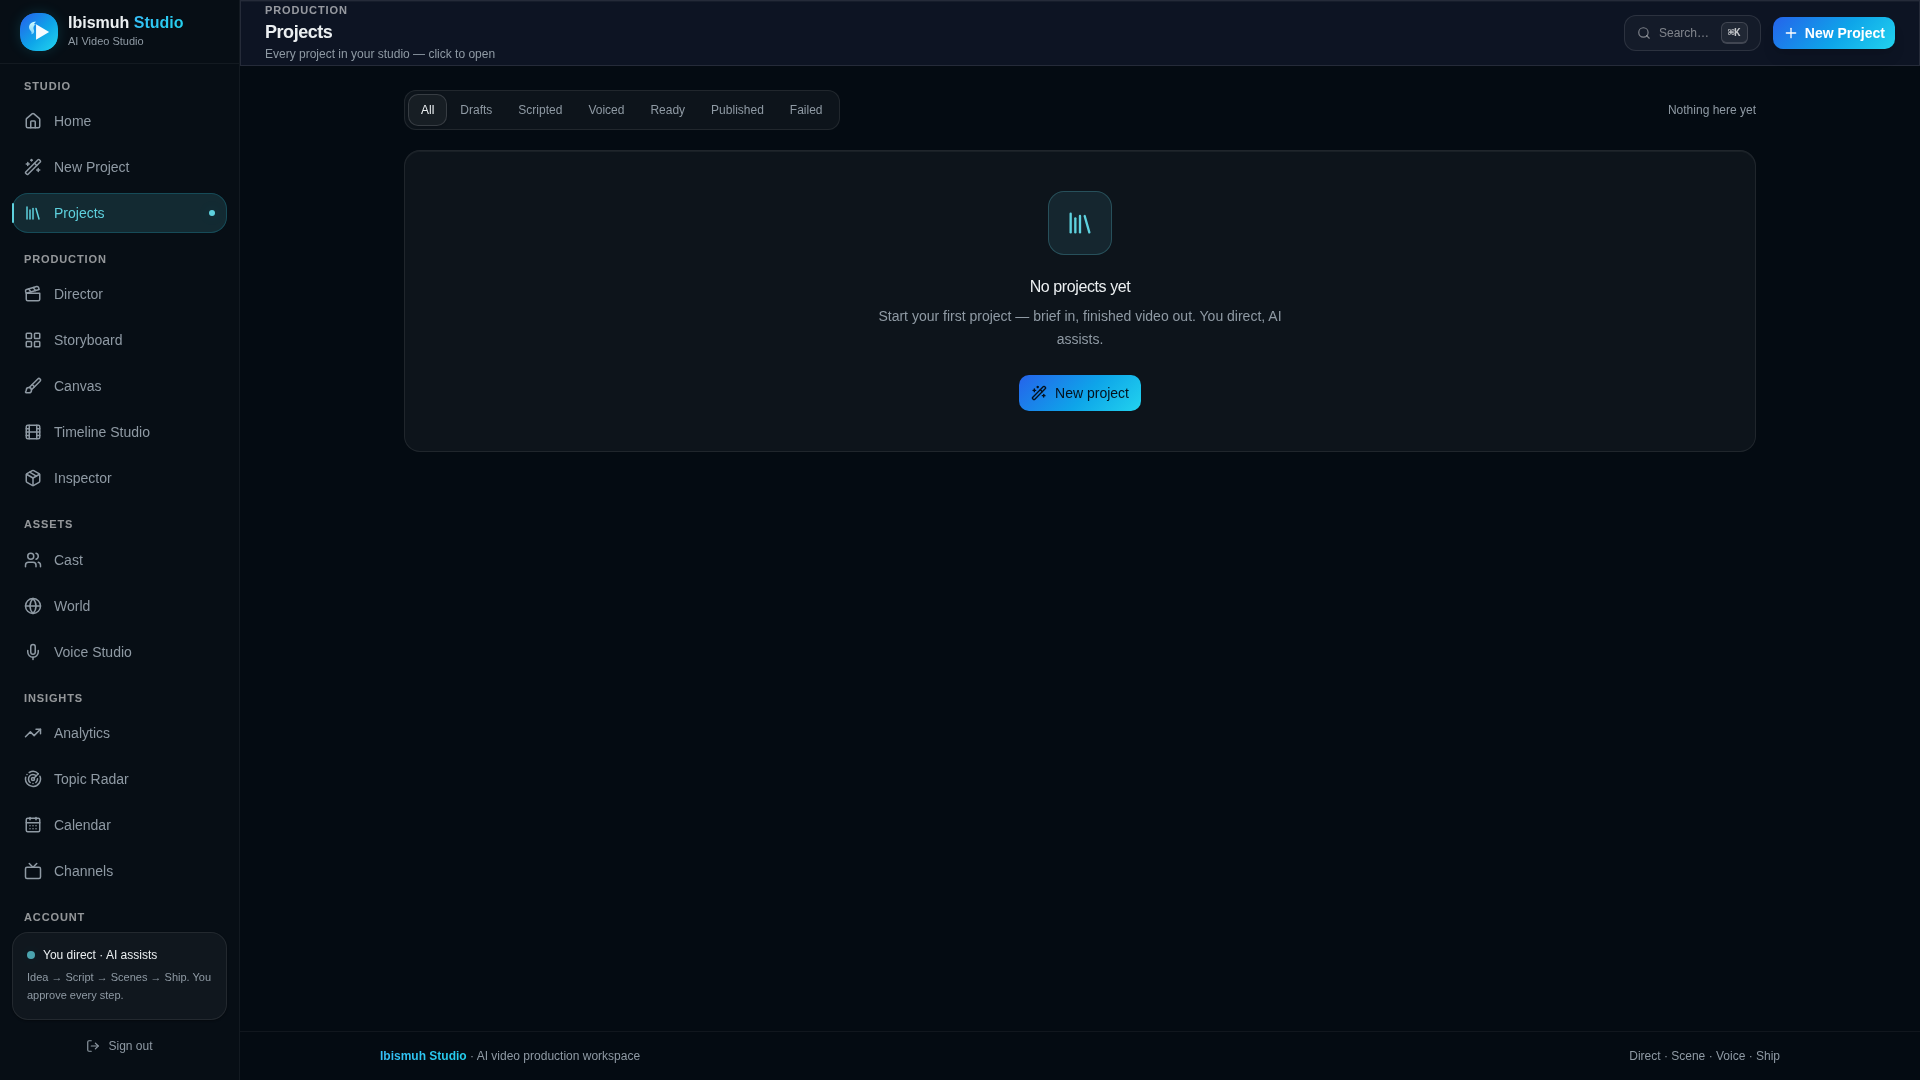 Ibismuh Studio
AI Video Studio
STUDIO
Home
New Project
Projects
PRODUCTION
Director
Storyboard
Canvas
Timeline Studio
Inspector
ASSETS
Cast
World
Voice Studio
INSIGHTS
Analytics
Topic Radar
Calendar
Channels
ACCOUNT
You direct · AI assists
Idea → Script → Scenes → Ship. You
approve every step.
Sign out
PRODUCTION
Projects
Every project in your studio — click to open
Search… ⌘K
New Project
All Drafts Scripted Voiced Ready Published Failed
Nothing here yet
No projects yet
Start your first project — brief in, finished video out. You direct, AI
assists.
New project
Ibismuh Studio · AI video production workspace
Direct · Scene · Voice · Ship